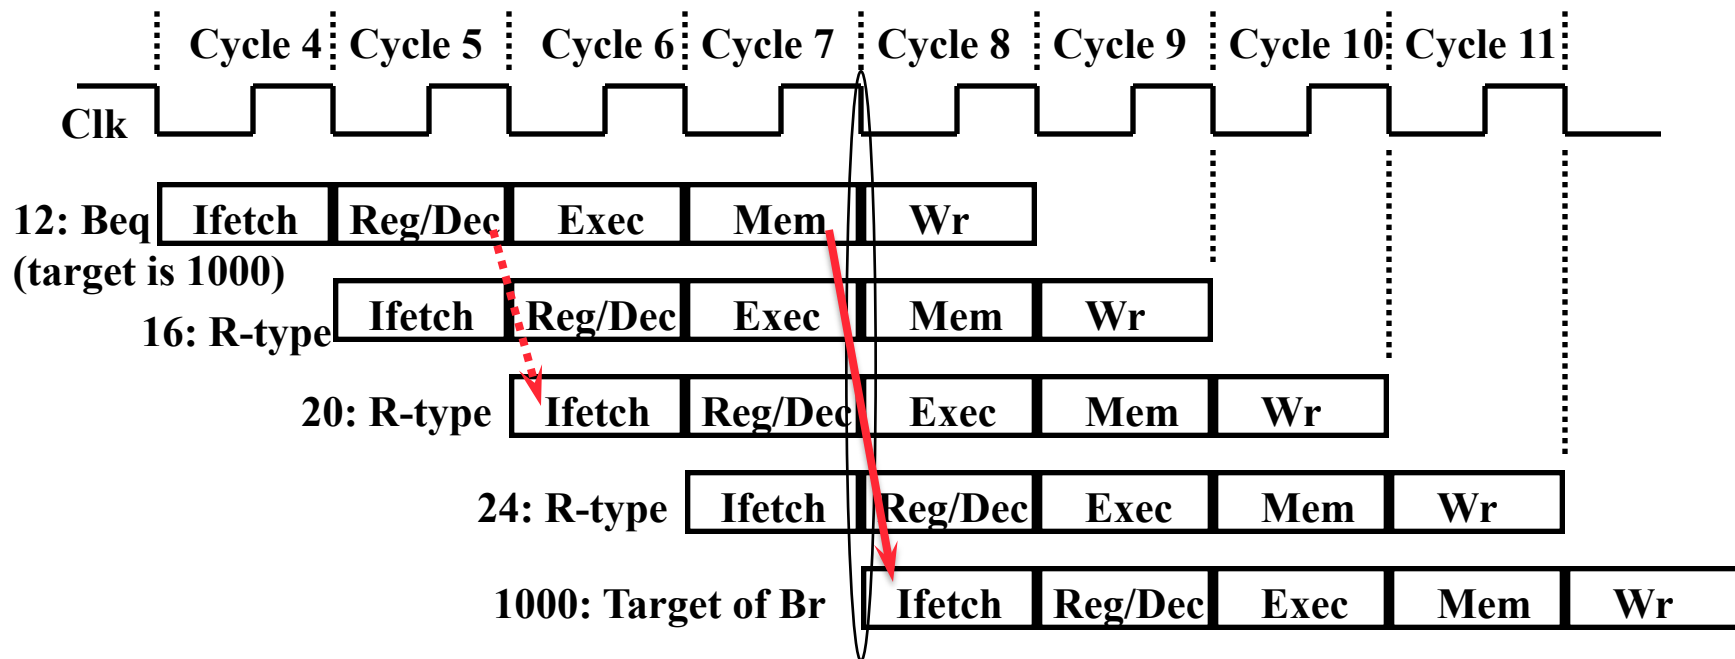 Cycle 4 Cycle 5 Cycle 6 Cycle 7 Cycle 8 Cycle 9 Cycle 10 Cycle 11
Clk
12: Beq Ifetch Reg/Dec Exec Mem Wr
(target is 1000)
16: R-type Ifetch Reg/Dec Exec Mem Wr
20: R-type Ifetch Reg/Dec Exec Mem Wr
24: R-type Ifetch Reg/Dec Exec Mem Wr
1000: Target of Br Ifetch Reg/Dec Exec Mem Wr